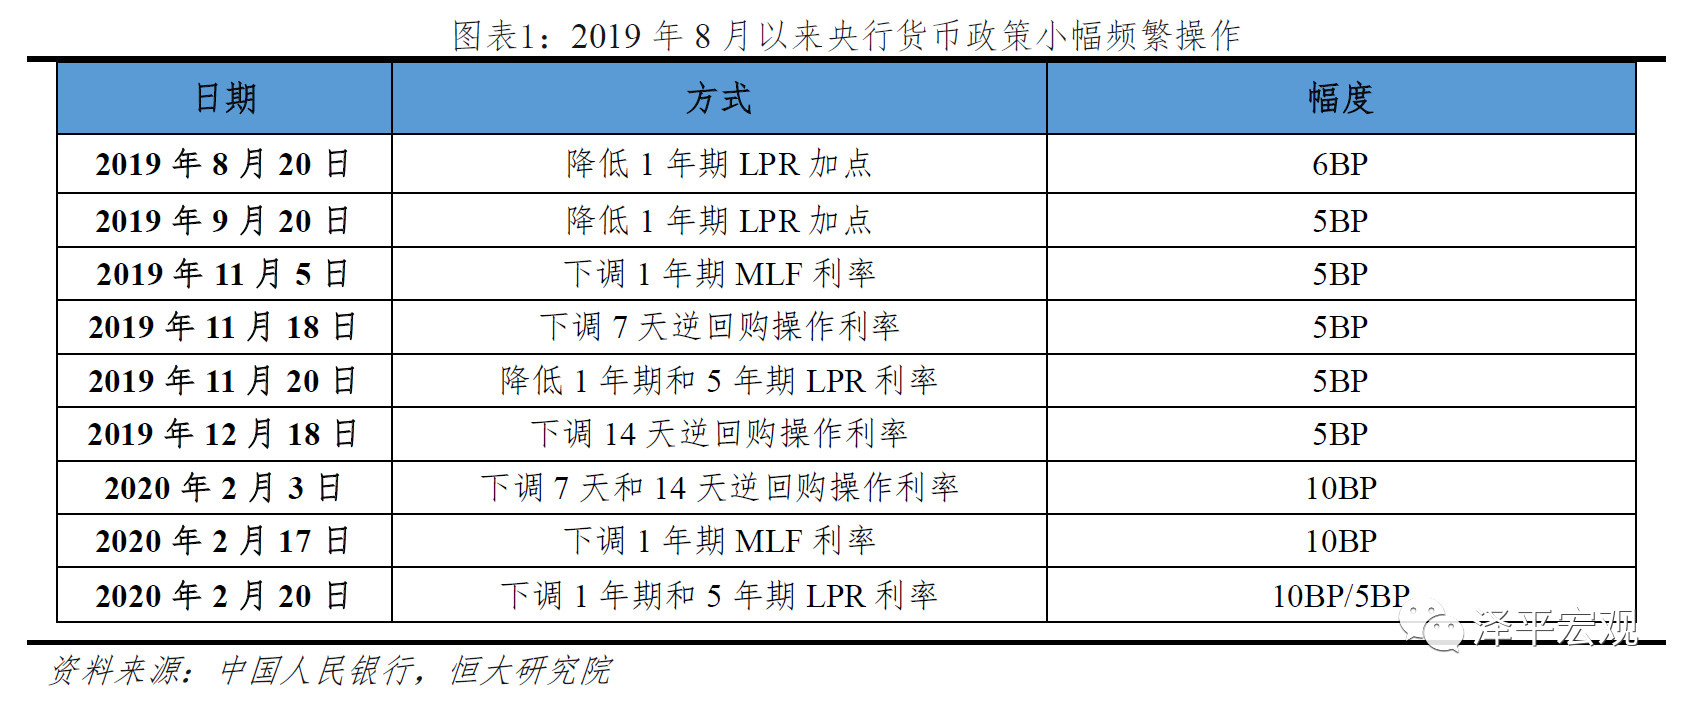 图表1：2019 年 8 月以来央行货币政策小幅频繁操作
日期 方式 幅度
2019 年 8 月 20 日 降低 1 年期 LPR 加点 6BP
2019 年 9 月 20 日 降低 1 年期 LPR 加点 5BP
2019 年 11 月 5 日 下调 1 年期 MLF 利率 5BP
2019 年 11 月 18 日 下调 7 天逆回购操作利率 5BP
2019 年 11 月 20 日 降低 1 年期和 5 年期 LPR 利率 5BP
2019 年 12 月 18 日 下调 14 天逆回购操作利率 5BP
2020 年 2 月 3 日 下调 7 天和 14 天逆回购操作利率 10BP
2020 年 2 月 17 日 下调 1 年期 MLF 利率 10BP
2020 年 2 月 20 日 下调 1 年期和 5 年期 LPR 利率 10BP/5BP
泽平宏观
资料来源：中国人民银行，恒大研究院